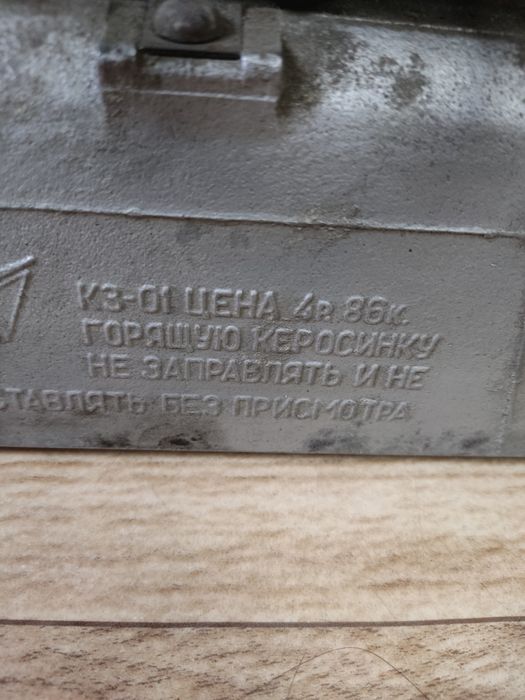 КЗ-01 ЦЕНА 4р. 86к.
ГОРЯЩУЮ КЕРОСИНКУ
НЕ ЗАПРАВЛЯТЬ И НЕ
СТАВЛЯТЬ БЕЗ ПРИСМОТРА